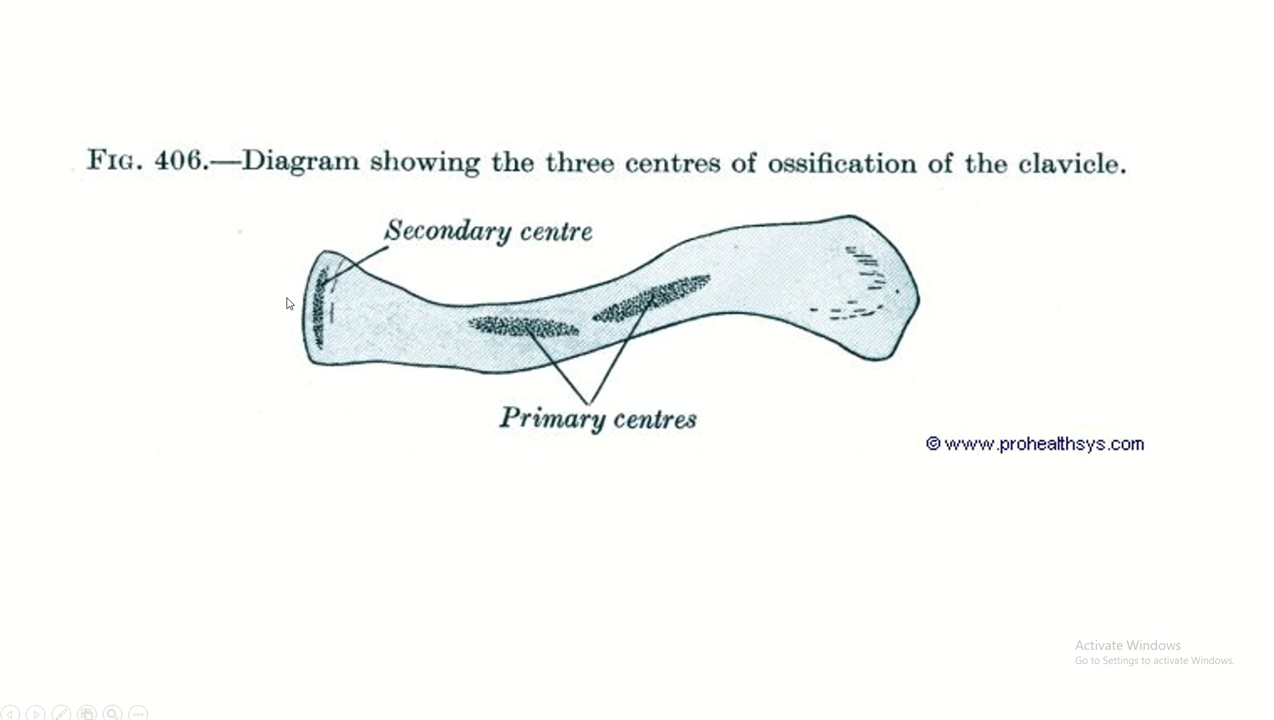 Fig. 406.—Diagram showing the three centres of ossification of the clavicle.
Secondary centre
Primary centres
© www.prohealthsys.com
Activate Windows
Go to Settings to activate Windows.